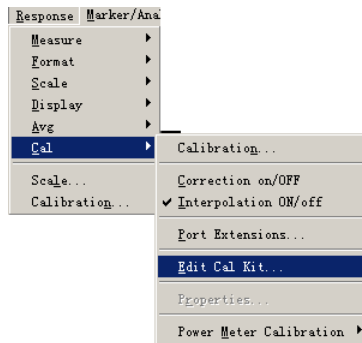 Response Marker/Ana
Measure
Format
Scale
Display
Avg
Cal
Scale...
Calibration...
Calibration...
Correction on/OFF
Interpolation ON/off
Port Extensions...
Edit Cal Kit...
Properties...
Power Meter Calibration